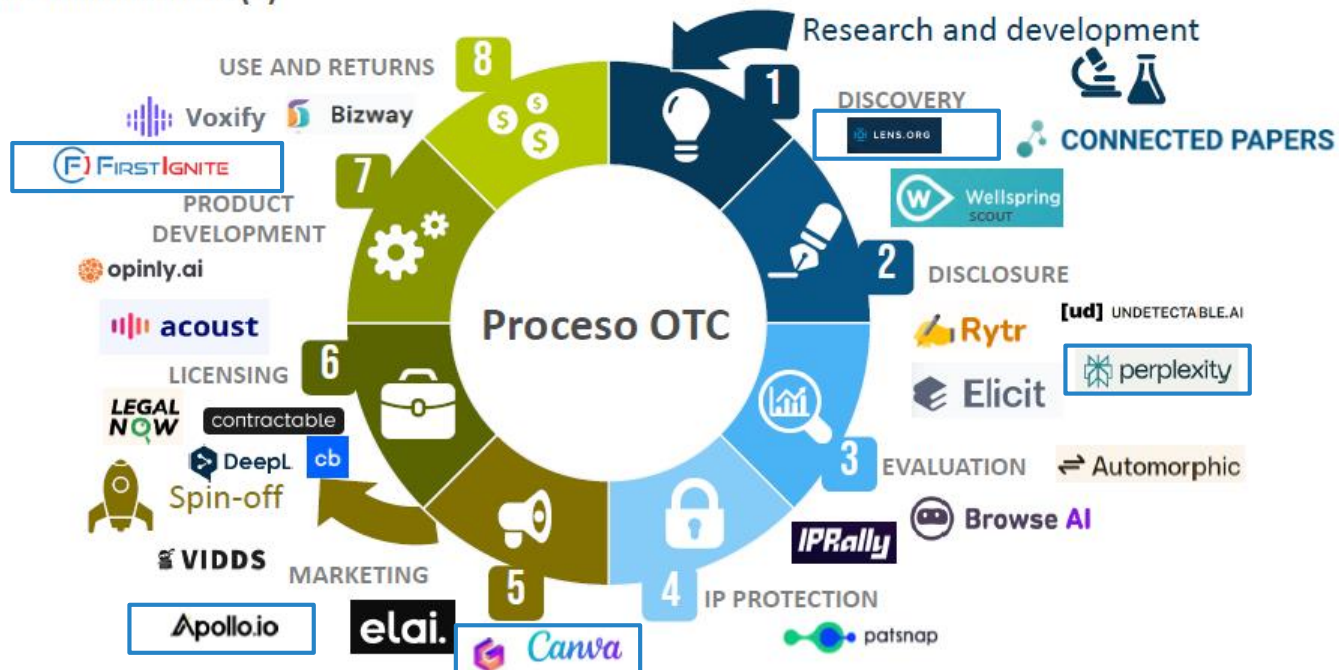 Research and development
1
DISCOVERY
LENS.ORG
CONNECTED PAPERS
Wellspring
SCOUT
2
DISCLOSURE
Rytr
[ud] UNDETECTABLE.AI
Elicit
perplexity
3
EVALUATION
Automorphic
Browse AI
IPRally
4
IP PROTECTION
patsnap
5
MARKETING
VIDDS
Apollo.io
elai.
Canva
6
LICENSING
LEGAL
NOW
contractable
DeepL
cb
Spin-off
7
PRODUCT
DEVELOPMENT
opinly.ai
acoust
8
USE AND RETURNS
Voxify
Bizway
FIRSTIGNITE
Proceso OTC